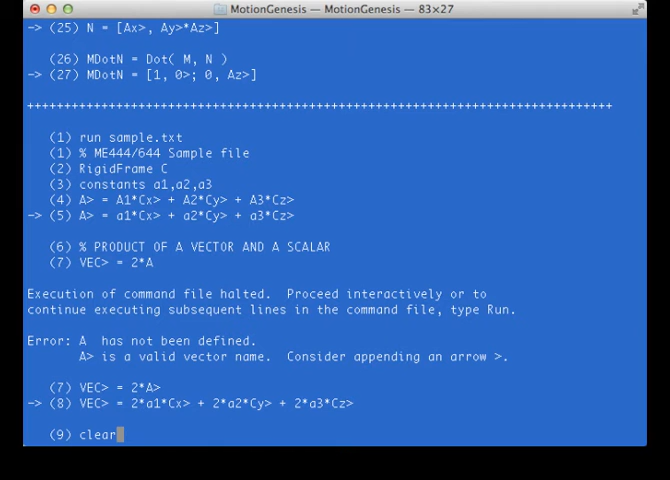 MotionGenesis — MotionGenesis — 83×27
-> (25) N = [Ax>, Ay>*Az>]
(26) MDotN = Dot( M, N )
-> (27) MDotN = [1, 0>; 0, Az>]
+++++++++++++++++++++++++++++++++++++++++++++++++++++++++++++++++++++++++++++++
(1) run sample.txt
(1) % ME444/644 Sample file
(2) RigidFrame C
(3) constants a1,a2,a3
(4) A> = A1*Cx> + A2*Cy> + A3*Cz>
-> (5) A> = a1*Cx> + a2*Cy> + a3*Cz>
(6) % PRODUCT OF A VECTOR AND A SCALAR
(7) VEC> = 2*A
Execution of command file halted.  Proceed interactively or to
continue executing subsequent lines in the command file, type Run.
Error: A  has not been defined.
A> is a valid vector name.  Consider appending an arrow >.
(7) VEC> = 2*A>
-> (8) VEC> = 2*a1*Cx> + 2*a2*Cy> + 2*a3*Cz>
(9) clear